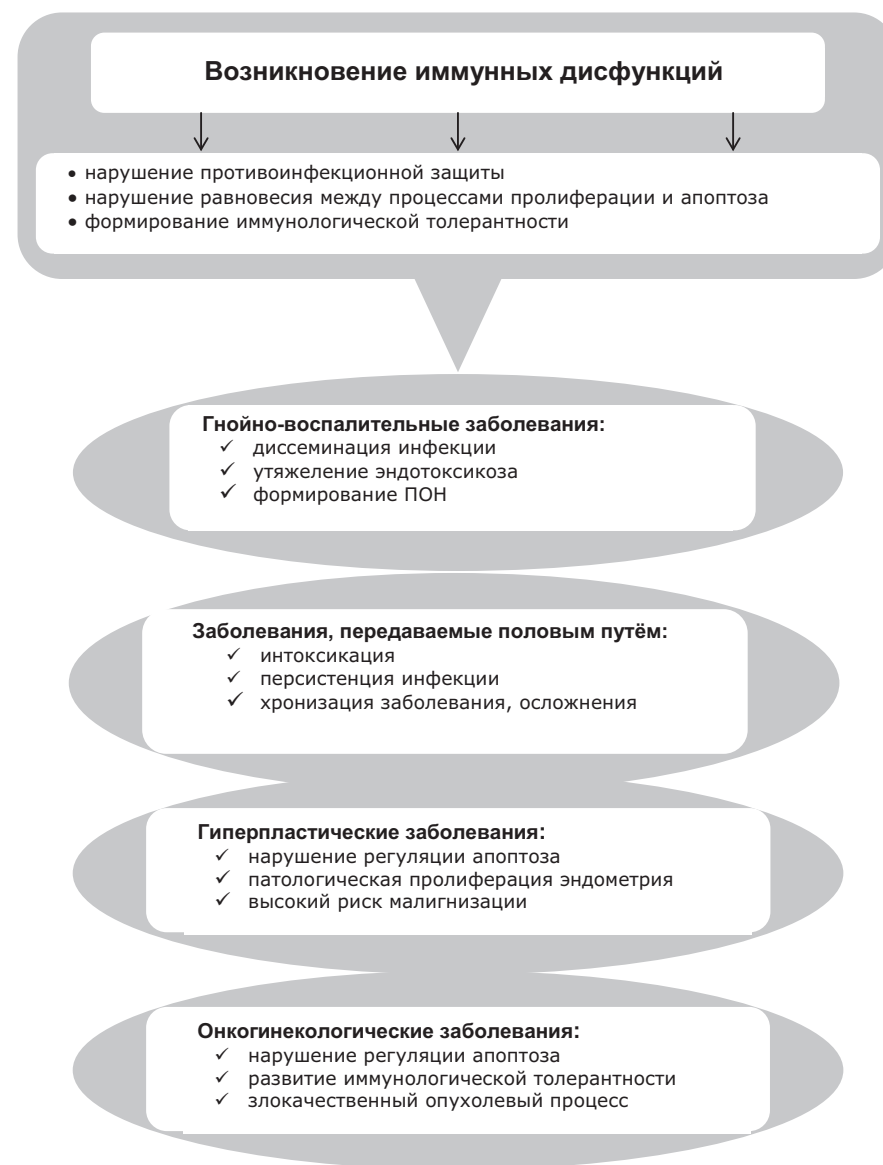 Возникновение иммунных дисфункций
• нарушение противоинфекционной защиты
• нарушение равновесия между процессами пролиферации и апоптоза
• формирование иммунологической толерантности
Гнойно-воспалительные заболевания:
✓ диссеминация инфекции
✓ утяжеление эндотоксикоза
✓ формирование ПОН
Заболевания, передаваемые половым путём:
✓ интоксикация
✓ персистенция инфекции
✓ хронизация заболевания, осложнения
Гиперпластические заболевания:
✓ нарушение регуляции апоптоза
✓ патологическая пролиферация эндометрия
✓ высокий риск малигнизации
Онкогинекологические заболевания:
✓ нарушение регуляции апоптоза
✓ развитие иммунологической толерантности
✓ злокачественный опухолевый процесс